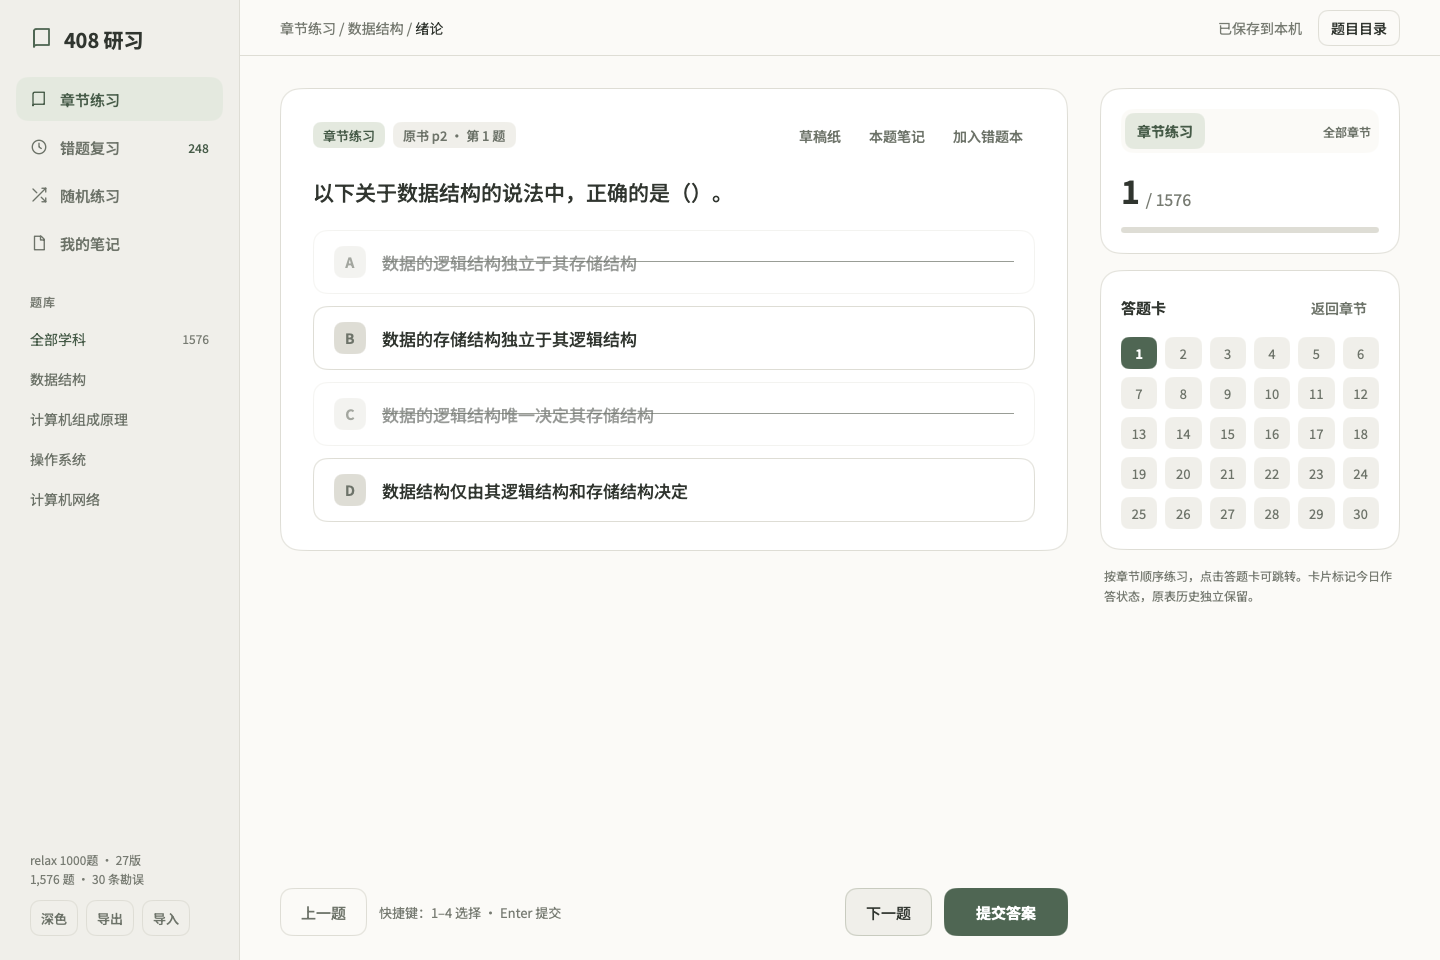 408 研习
章节练习
错题复习 248
随机练习
我的笔记
题库
全部学科 1576
数据结构
计算机组成原理
操作系统
计算机网络
relax 1000题 · 27版
1,576 题 · 30 条勘误
深色 导出 导入
章节练习 / 数据结构 / 绪论
已保存到本机 题目目录
章节练习 原书 p2 · 第 1 题 草稿纸 本题笔记 加入错题本
以下关于数据结构的说法中，正确的是（）。
A 数据的逻辑结构独立于其存储结构
B 数据的存储结构独立于其逻辑结构
C 数据的逻辑结构唯一决定其存储结构
D 数据结构仅由其逻辑结构和存储结构决定
上一题 快捷键：1–4 选择 · Enter 提交 下一题 提交答案
章节练习 全部章节
1 / 1576
答题卡 返回章节
1 2 3 4 5 6
7 8 9 10 11 12
13 14 15 16 17 18
19 20 21 22 23 24
25 26 27 28 29 30
按章节顺序练习，点击答题卡可跳转。卡片标记今日作
答状态，原表历史独立保留。